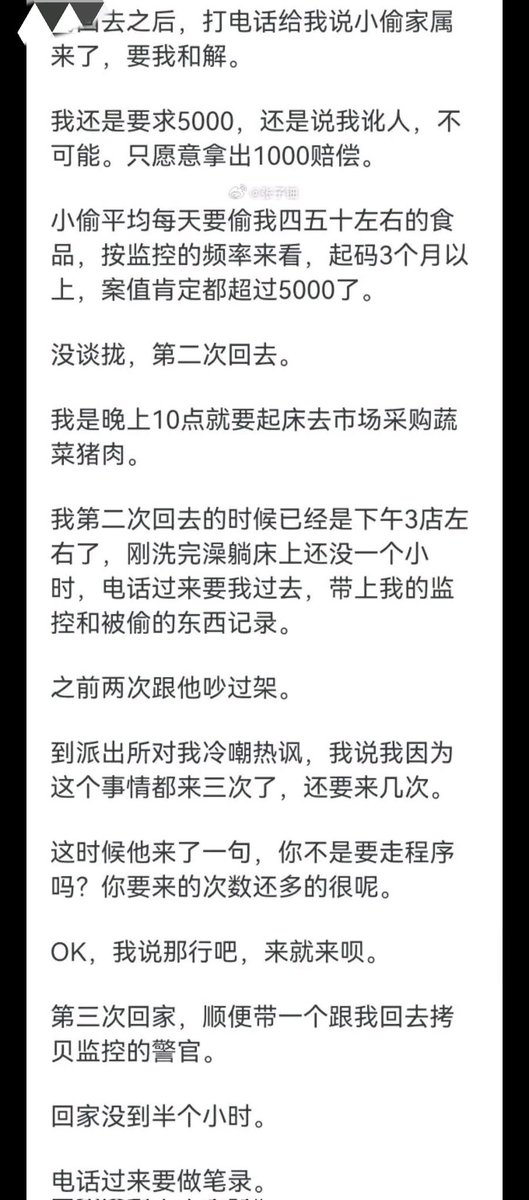 回去之后，打电话给我说小偷家属
来了，要我和解。
我还是要求5000，还是说我讹人，不
可能。只愿意拿出1000赔偿。
小偷平均每天要偷我四五十左右的食
品，按监控的频率来看，起码3个月以
上，案值肯定都超过5000了。
没谈拢，第二次回去。
我是晚上10点就要起床去市场采购蔬
菜猪肉。
我第二次回去的时候已经是下午3店左
右了，刚洗完澡躺床上还没一个小
时，电话过来要我过去，带上我的监
控和被偷的东西记录。
之前两次跟他吵过架。
到派出所对我冷嘲热讽，我说我因为
这个事情都来三次了，还要来几次。
这时候他来了一句，你不是要走程序
吗？你要来的次数还多的很呢。
OK，我说那行吧，来就来呗。
第三次回家，顺便带一个跟我回去拷
贝监控的警官。
回家没到半个小时。
电话过来要做笔录。